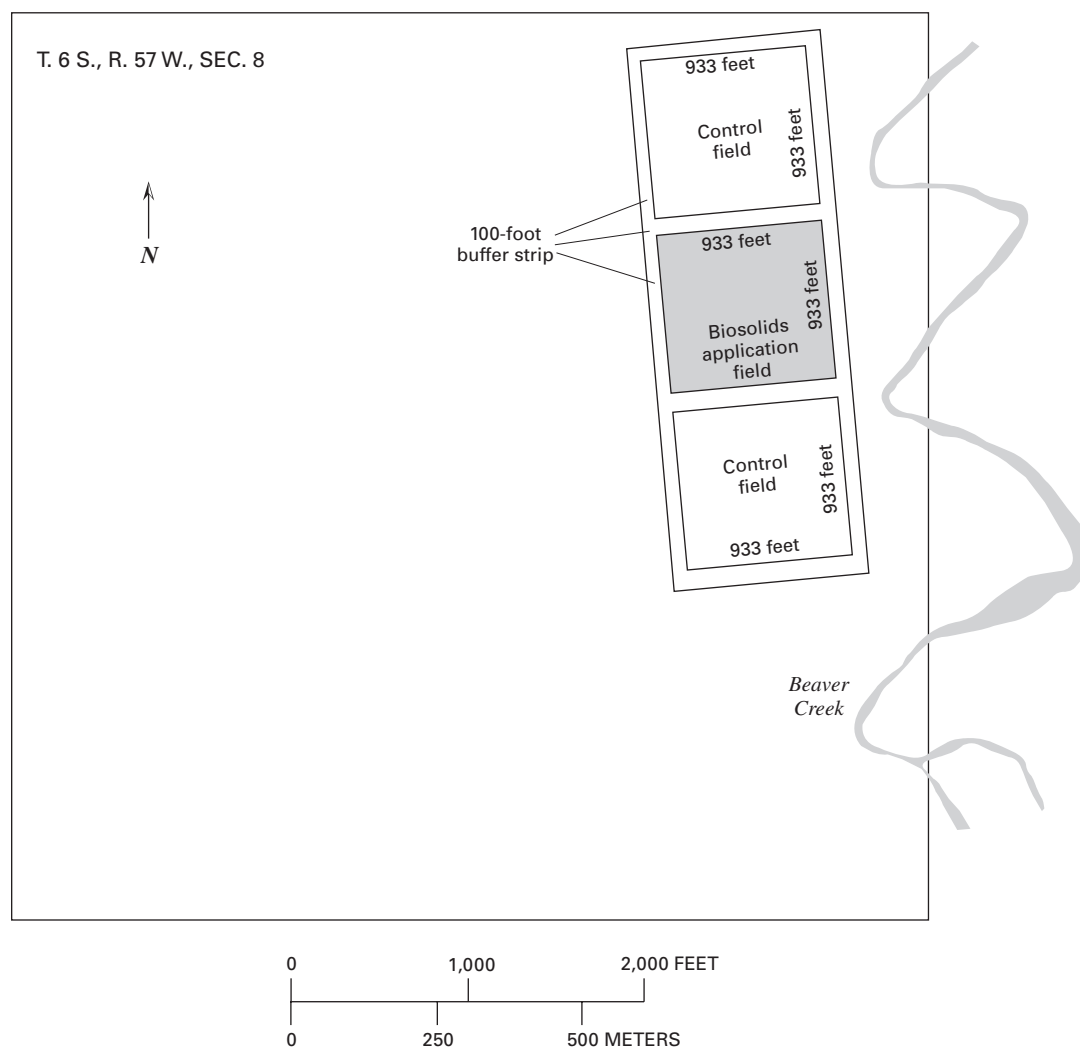 T. 6 S., R. 57 W., SEC. 8
N
100-foot
buffer strip
933 feet
933 feet
Control
field
933 feet
933 feet
Biosolids
application
field
Control
field
933 feet
933 feet
Beaver
Creek
0
1,000
2,000 FEET
0
250
500 METERS